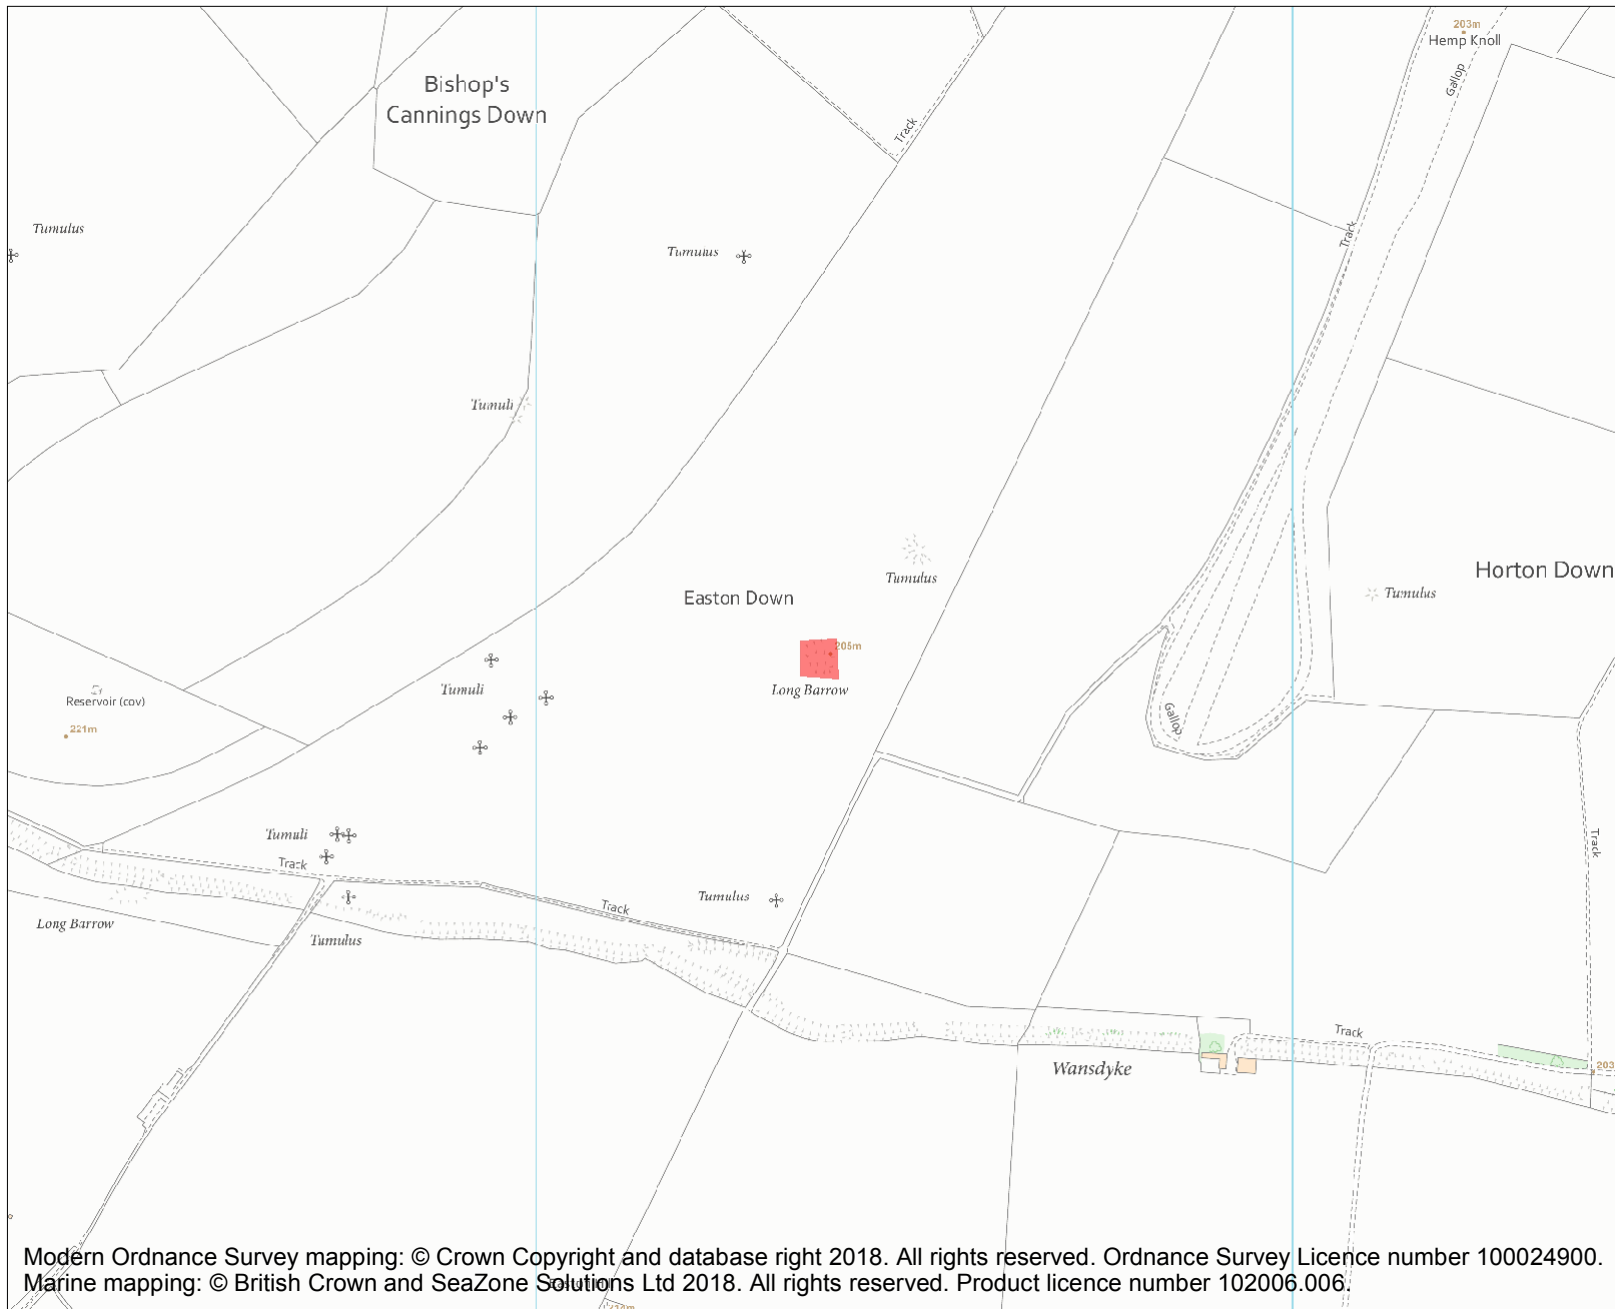 203m
Hemp Knoll
Gallop
Bishop's
Cannings Down
Track
Tumulus
Track
Tumulus
Tumuli
Horton Down
Tumulus
Tumulus
Easton Down
205m
Tumuli
Long Barrow
Reservoir (cov)
Gallop
221m
Tumuli
Track
Track
Tumulus
Track
Long Barrow
Tumulus
Track
Wansdyke
203
Modern Ordnance Survey mapping: © Crown Copyright and database right 2018. All rights reserved. Ordnance Survey Licence number 100024900.
Marine mapping: © British Crown and SeaZone Solutions Ltd 2018. All rights reserved. Product licence number 102006.006.